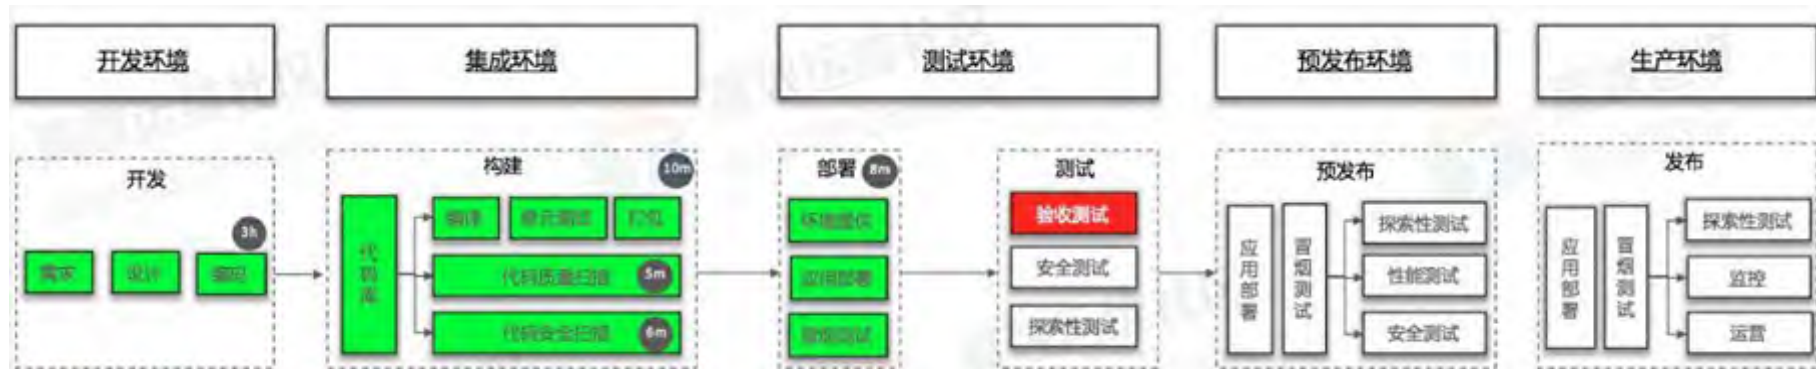 开发环境
集成环境
测试环境
预发布环境
生产环境
开发
3h
需求
设计
编码
构建
10m
代码库
编译
单元测试
打包
代码质量扫描
5m
代码安全扫描
6m
部署
8m
环境提供
应用部署
冒烟测试
测试
验收测试
安全测试
探索性测试
预发布
应用部署
冒烟测试
探索性测试
性能测试
安全测试
发布
应用部署
冒烟测试
探索性测试
监控
运营